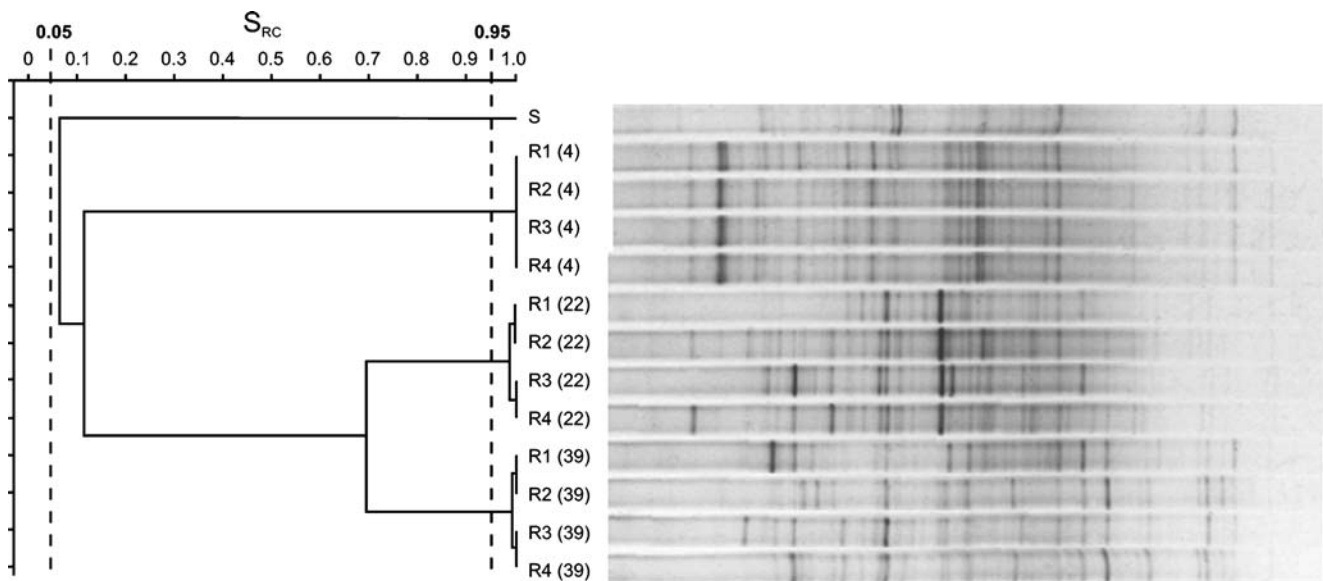 S_RC
0.05 0.95
0 0.1 0.2 0.3 0.4 0.5 0.6 0.7 0.8 0.9 1.0
S
R1 (4)
R2 (4)
R3 (4)
R4 (4)
R1 (22)
R2 (22)
R3 (22)
R4 (22)
R1 (39)
R2 (39)
R3 (39)
R4 (39)